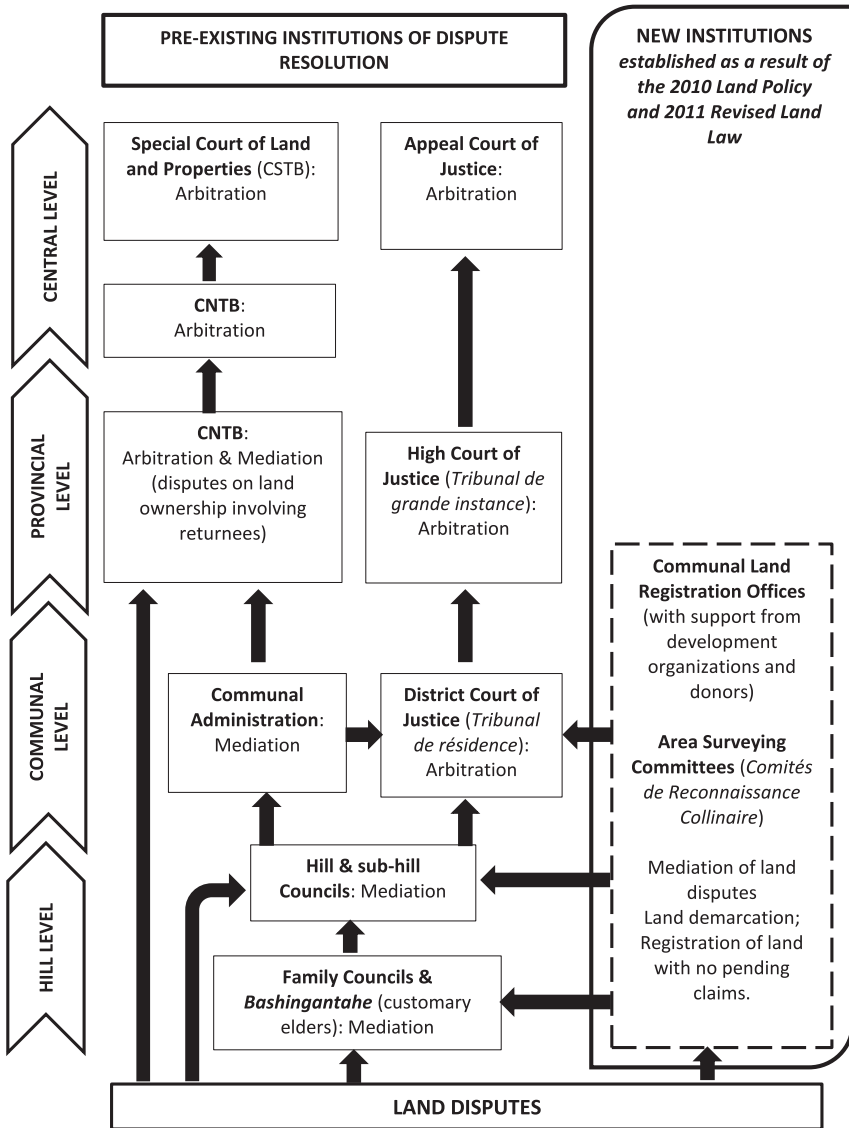 PRE-EXISTING INSTITUTIONS OF DISPUTE
RESOLUTION
NEW INSTITUTIONS
established as a result of
the 2010 Land Policy
and 2011 Revised Land
Law
CENTRAL LEVEL
Special Court of Land
and Properties (CSTB):
Arbitration
Appeal Court of
Justice:
Arbitration
CNTB:
Arbitration
PROVINCIAL
LEVEL
CNTB:
Arbitration & Mediation
(disputes on land
ownership involving
returnees)
High Court of
Justice (Tribunal de
grande instance):
Arbitration
COMMUNAL
LEVEL
Communal
Administration:
Mediation
District Court of
Justice (Tribunal
de résidence):
Arbitration
Communal Land
Registration Offices
(with support from
development
organizations and
donors)
Area Surveying
Committees (Comités
de Reconnaissance
Collinaire)
Mediation of land
disputes
Land demarcation;
Registration of land
with no pending
claims.
HILL LEVEL
Hill & sub-hill
Councils: Mediation
Family Councils &
Bashingantahe (customary
elders): Mediation
LAND DISPUTES